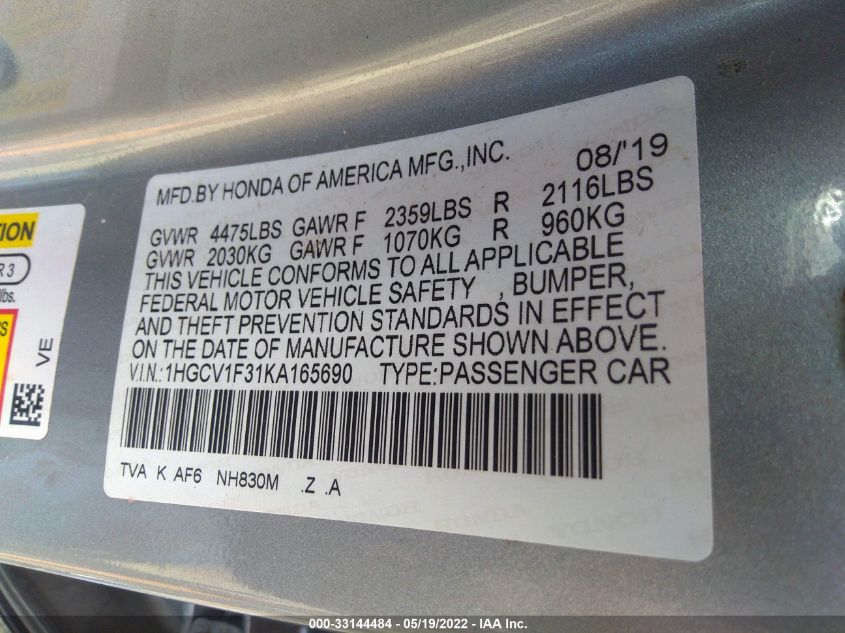 MFD.BY HONDA OF AMERICA MFG.,INC. 08/'19
GVWR 4475LBS GAWR F 2359LBS R 2116LBS
GVWR 2030KG GAWR F 1070KG R 960KG
THIS VEHICLE CONFORMS TO ALL APPLICABLE
FEDERAL MOTOR VEHICLE SAFETY , BUMPER,
AND THEFT PREVENTION STANDARDS IN EFFECT
ON THE DATE OF MANUFACTURE SHOWN ABOVE.
V.I.N.:1HGCV1F31KA165690 TYPE:PASSENGER CAR
TVA K AF6 NH830M .Z .A
R 3
lbs.
VE
000-33144484 - 05/19/2022 - IAA Inc.